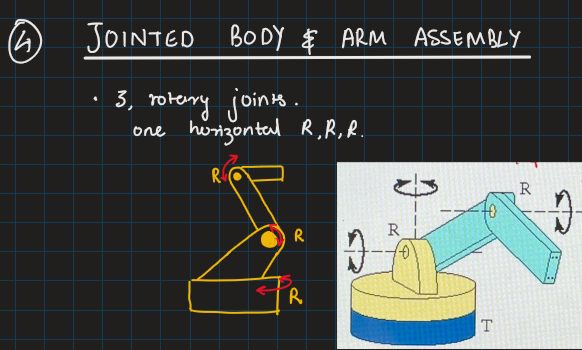 4
JOINTED BODY & ARM ASSEMBLY
· 3, rotary joints.
one horizontal R, R, R.
R
R
R
R
R
T